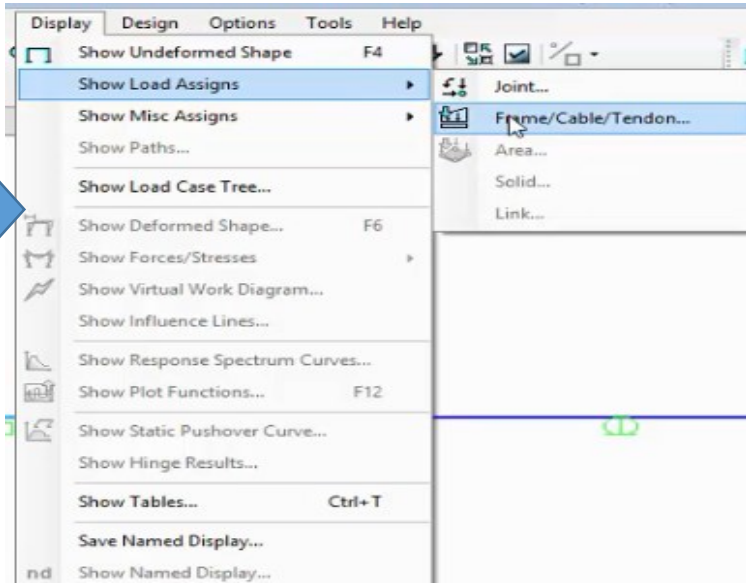 Display Design Options Tools Help
Show Undeformed Shape F4
Show Load Assigns
Joint...
Show Misc Assigns
Frame/Cable/Tendon...
Show Paths...
Area...
Show Load Case Tree...
Solid...
Show Deformed Shape... F6
Link...
Show Forces/Stresses
Show Virtual Work Diagram...
Show Influence Lines...
Show Response Spectrum Curves...
Show Plot Functions... F12
Show Static Pushover Curve...
Show Hinge Results...
Show Tables... Ctrl+T
Save Named Display...
nd Show Named Display...